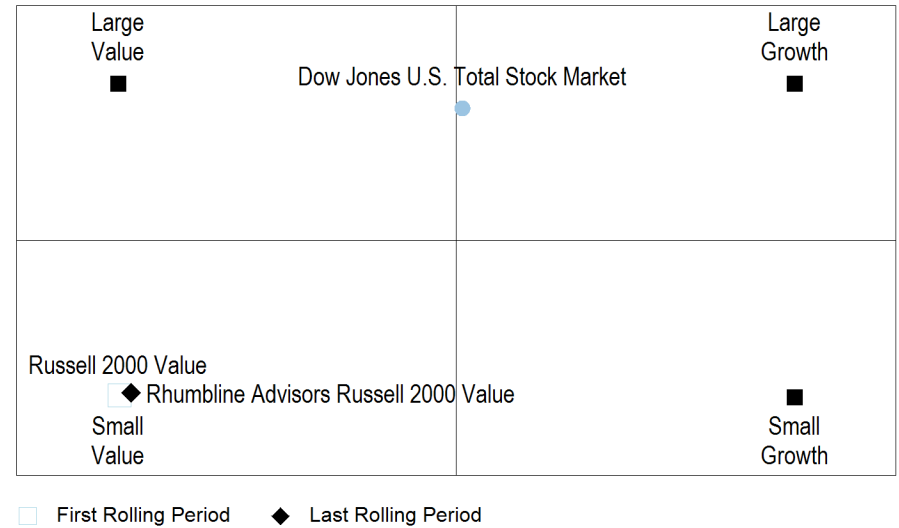 Large
Value
Large
Growth
Dow Jones U.S. Total Stock Market
Russell 2000 Value
Rhumbline Advisors Russell 2000 Value
Small
Value
Small
Growth
First Rolling Period
Last Rolling Period